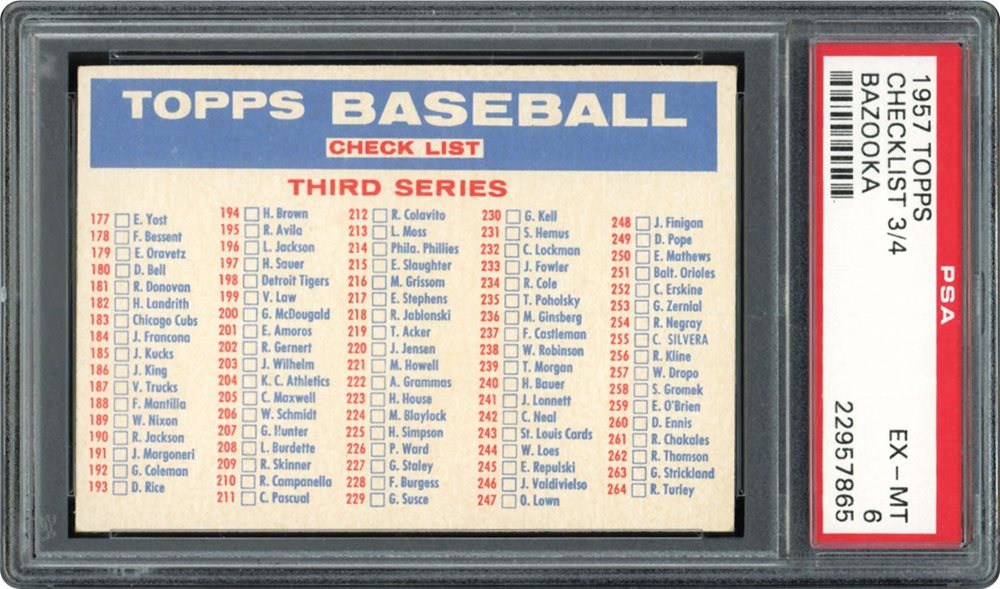 TOPPS BASEBALL
CHECK LIST
THIRD SERIES
177 E. Yost
178 F. Bessent
179 E. Oravetz
180 D. Bell
181 R. Donovan
182 H. Landrith
183 Chicago Cubs
184 J. Francona
185 J. Kucks
186 J. King
187 V. Trucks
188 F. Mantilla
189 W. Nixon
190 R. Jackson
191 J. Margoneri
192 G. Coleman
193 D. Rice
194 H. Brown
195 R. Avila
196 L. Jackson
197 H. Sauer
198 Detroit Tigers
199 V. Law
200 G. McDougald
201 E. Amoros
202 R. Gernert
203 J. Wilhelm
204 K. C. Athletics
205 C. Maxwell
206 W. Schmidt
207 G. Hunter
208 L. Burdette
209 R. Skinner
210 R. Campanella
211 C. Pascual
212 R. Colavito
213 L. Moss
214 Phila. Phillies
215 E. Slaughter
216 M. Grissom
217 E. Stephens
218 R. Jablonski
219 T. Acker
220 J. Jensen
221 M. Howell
222 A. Grammas
223 H. House
224 M. Blaylock
225 H. Simpson
226 P. Ward
227 G. Staley
228 F. Burgess
229 G. Susce
230 G. Kell
231 S. Hemus
232 C. Lockman
233 J. Fowler
234 R. Cole
235 T. Poholsky
236 M. Ginsberg
237 F. Castleman
238 W. Robinson
239 T. Morgan
240 H. Bauer
241 J. Lonnett
242 C. Neal
243 St. Louis Cards
244 W. Loes
245 E. Repulski
246 J. Valdivielso
247 O. Lown
248 J. Finigan
249 D. Pope
250 E. Mathews
251 Balt. Orioles
252 C. Erskine
253 G. Zernial
254 R. Negray
255 C. SILVERA
256 R. Kline
257 W. Dropo
258 S. Gromek
259 E. O'Brien
260 D. Ennis
261 R. Chakales
262 R. Thomson
263 G. Strickland
264 R. Turley
1957 TOPPS
CHECKLIST 3/4
BAZOOKA
EX - MT
6
22957865
PSA